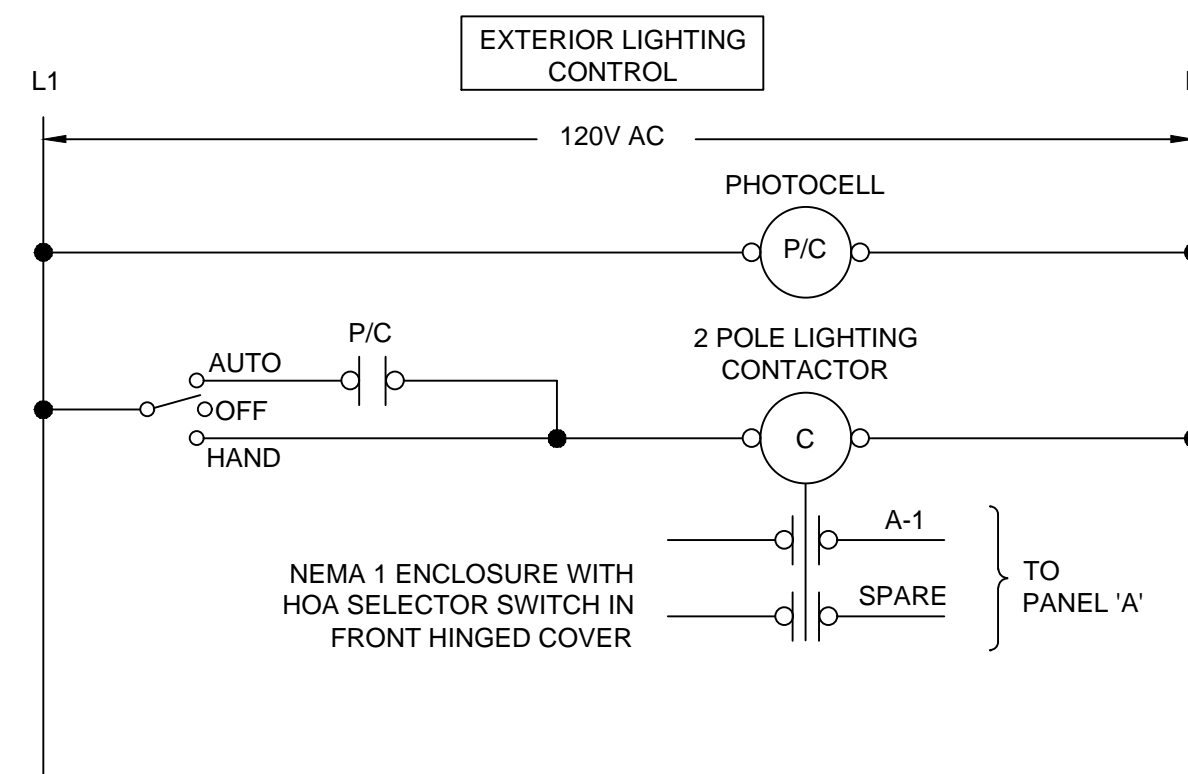 EXTERIOR LIGHTING
CONTROL
L1
120V AC
PHOTOCELL
P/C
P/C
2 POLE LIGHTING
CONTACTOR
AUTO
OFF
HAND
C
A-1
SPARE
NEMA 1 ENCLOSURE WITH
HOA SELECTOR SWITCH IN
FRONT HINGED COVER
TO
PANEL 'A'